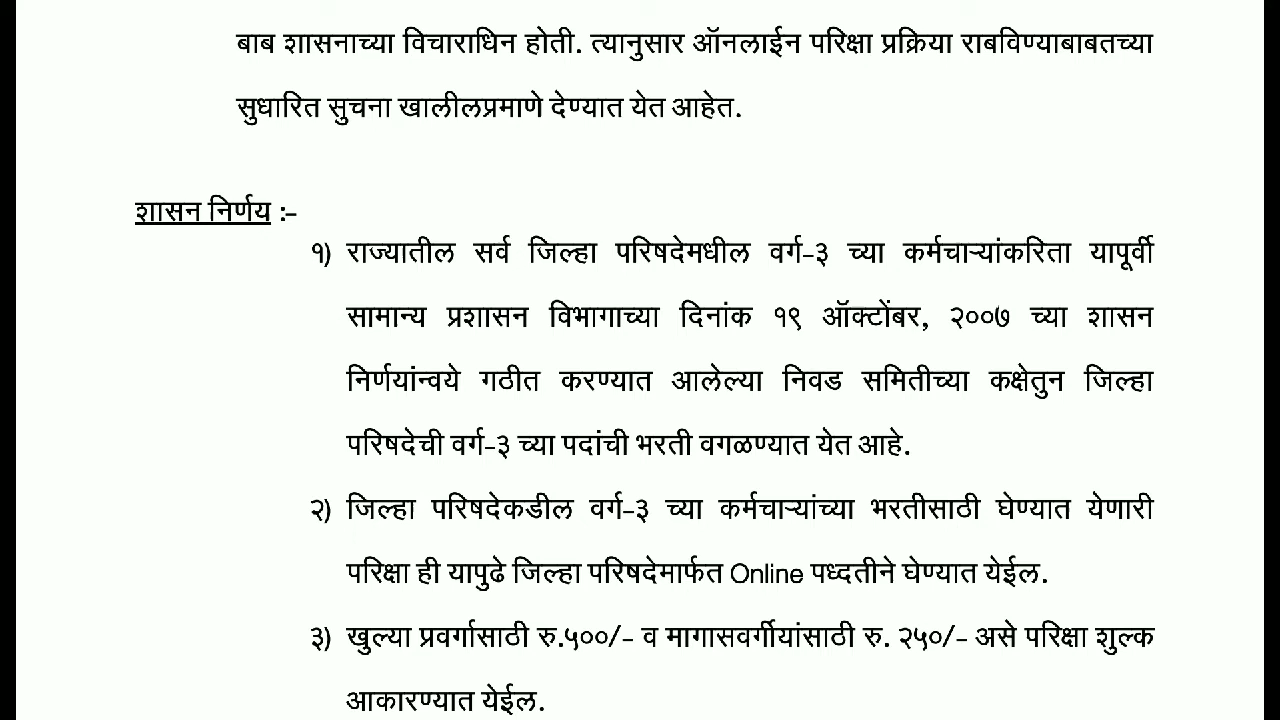 बाब शासनाच्या विचाराधिन होती. त्यानुसार ऑनलाईन परिक्षा प्रक्रिया राबविण्याबाबतच्या
सुधारित सुचना खालीलप्रमाणे देण्यात येत आहेत.
शासन निर्णय :-
१) राज्यातील सर्व जिल्हा परिषदेमधील वर्ग-३ च्या कर्मचाऱ्यांकरिता यापूर्वी
सामान्य प्रशासन विभागाच्या दिनांक १९ ऑक्टोंबर, २००७ च्या शासन
निर्णयांन्वये गठीत करण्यात आलेल्या निवड समितीच्या कक्षेतुन जिल्हा
परिषदेची वर्ग-३ च्या पदांची भरती वगळण्यात येत आहे.
२) जिल्हा परिषदेकडील वर्ग-३ च्या कर्मचाऱ्यांच्या भरतीसाठी घेण्यात येणारी
परिक्षा ही यापुढे जिल्हा परिषदेमार्फत Online पध्दतीने घेण्यात येईल.
३) खुल्या प्रवर्गासाठी रु.५००/- व मागासवर्गीयांसाठी रु. २५०/- असे परिक्षा शुल्क
आकारण्यात येईल.